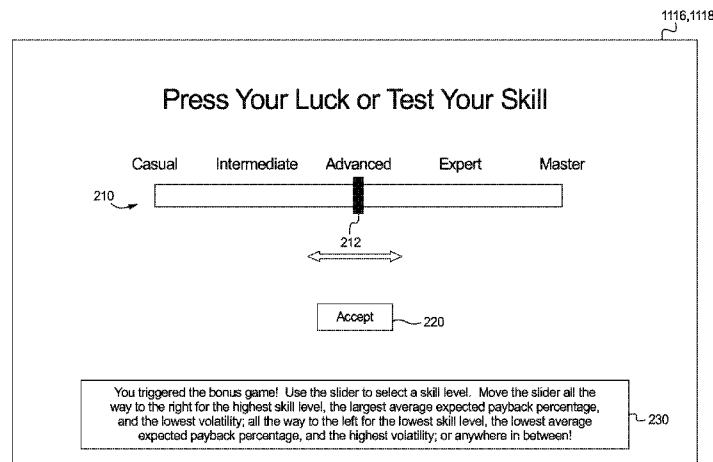 1116,1118
Press Your Luck or Test Your Skill
Casual Intermediate Advanced Expert Master
210
212
Accept
220
You triggered the bonus game! Use the slider to select a skill level. Move the slider all the
way to the right for the highest skill level, the largest average expected payback percentage,
and the lowest volatility; all the way to the left for the lowest skill level, the lowest average
expected payback percentage, and the highest volatility; or anywhere in between!
230